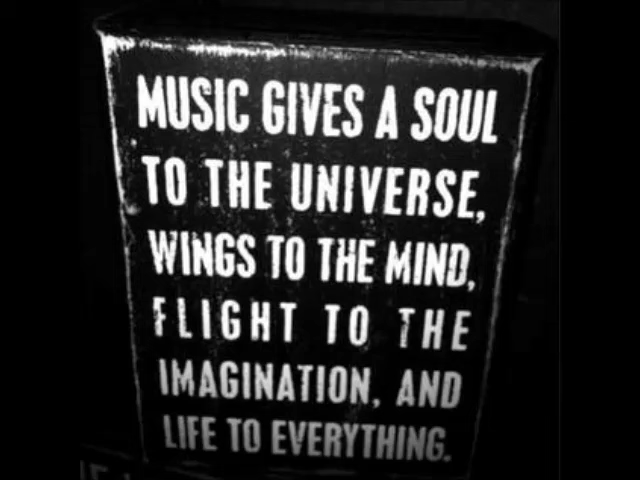 MUSIC GIVES A SOUL
TO THE UNIVERSE,
WINGS TO THE MIND,
FLIGHT TO THE
IMAGINATION, AND
LIFE TO EVERYTHING.